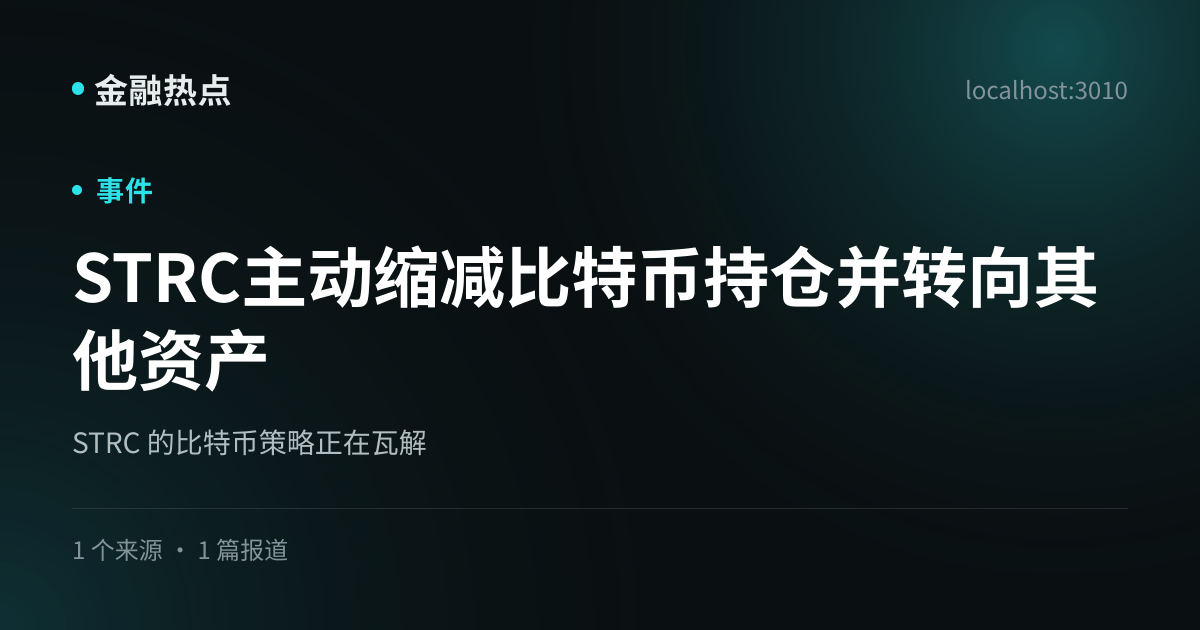 金融热点
localhost:3010
事件
STRC主动缩减比特币持仓并转向其
他资产
STRC 的比特币策略正在瓦解
1 个来源 · 1 篇报道